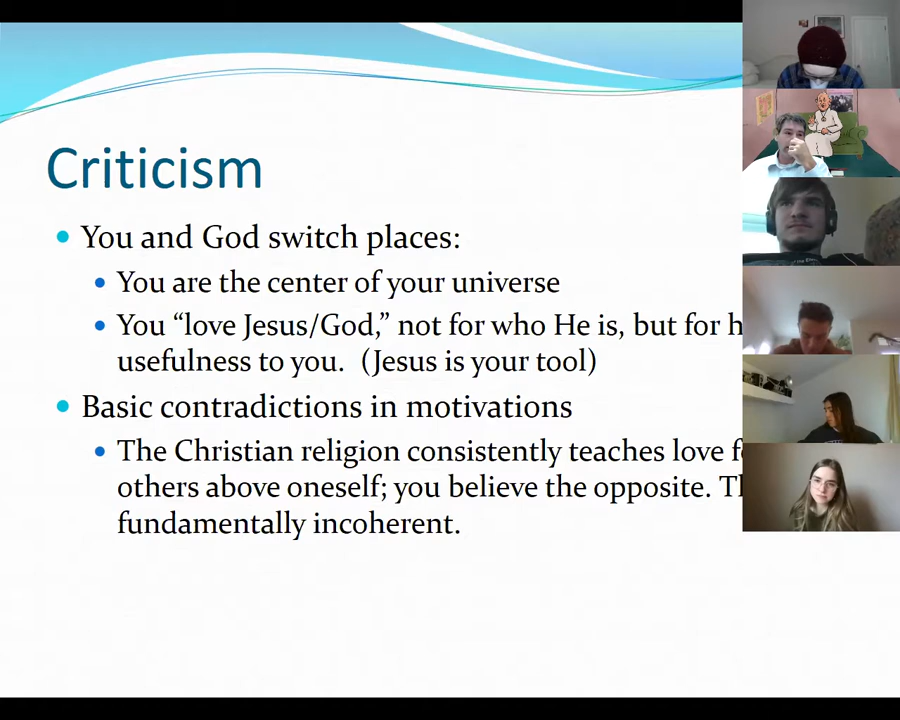 Criticism
You and God switch places:
You are the center of your universe
You “love Jesus/God,” not for who He is, but for h
usefulness to you. (Jesus is your tool)
Basic contradictions in motivations
The Christian religion consistently teaches love f
others above oneself; you believe the opposite. Th
fundamentally incoherent.